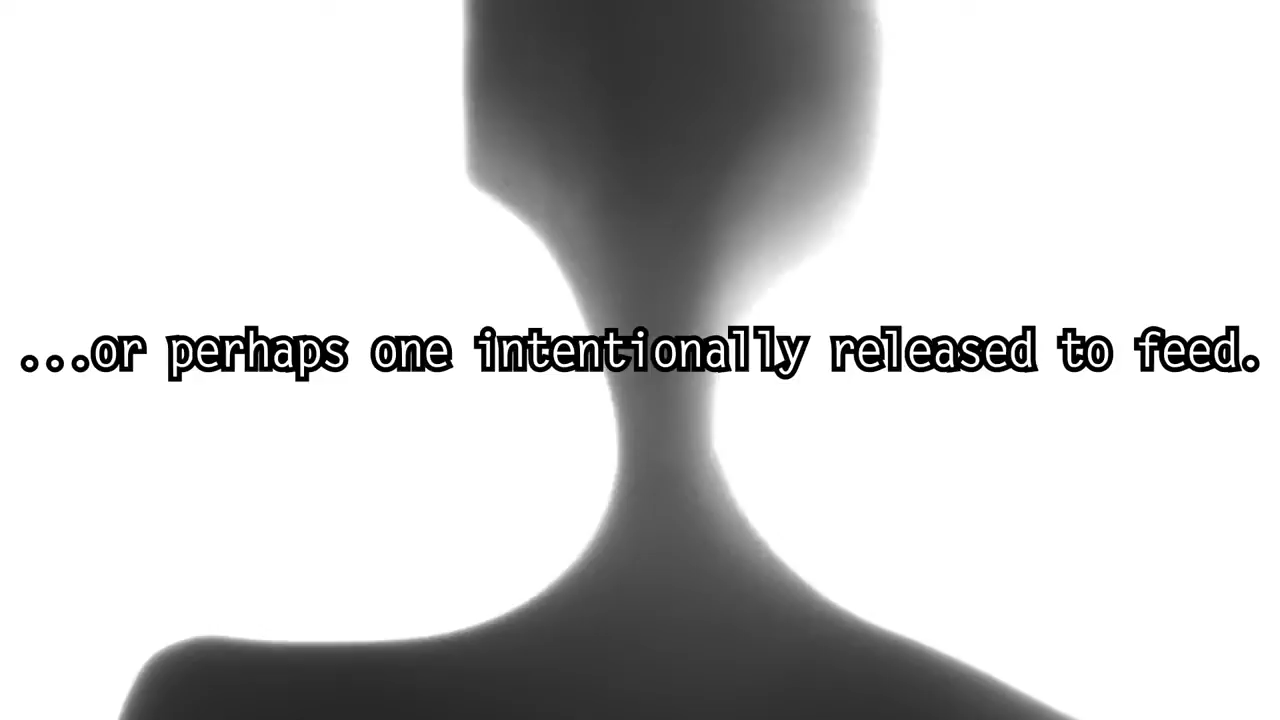 ...or perhaps one intentionally released to feed.